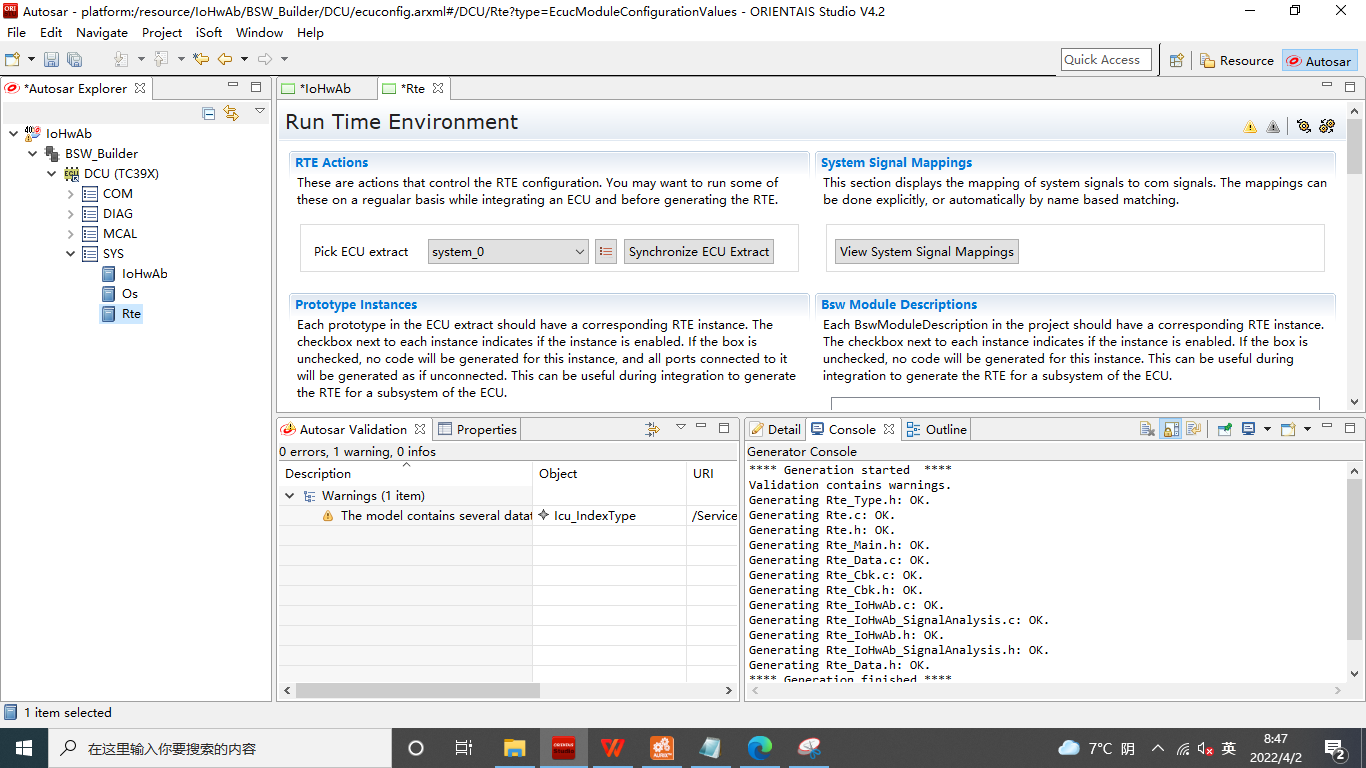 Autosar - platform:/resource/IoHwAb/BSW_Builder/DCU/ecuconfig.arxml#/DCU/Rte?type=EcucModuleConfigurationValues - ORIENTAIS Studio V4.2
File Edit Navigate Project iSoft Window Help
Quick Access
Resource
Autosar
*Autosar Explorer
IoHwAb
BSW_Builder
DCU (TC39X)
COM
DIAG
MCAL
SYS
IoHwAb
Os
Rte
*IoHwAb
*Rte
Run Time Environment
RTE Actions
These are actions that control the RTE configuration. You may want to run some of
these on a regualar basis while integrating an ECU and before generating the RTE.
Pick ECU extract
system_0
Synchronize ECU Extract
System Signal Mappings
This section displays the mapping of system signals to com signals. The mappings can
be done explicitly, or automatically by name based matching.
View System Signal Mappings
Prototype Instances
Each prototype in the ECU extract should have a corresponding RTE instance. The
checkbox next to each instance indicates if the instance is enabled. If the box is
unchecked, no code will be generated for this instance, and all ports connected to it
will be generated as if unconnected. This can be useful during integration to generate
the RTE for a subsystem of the ECU.
Bsw Module Descriptions
Each BswModuleDescription in the project should have a corresponding RTE instance.
The checkbox next to each instance indicates if the instance is enabled. If the box is
unchecked, no code will be generated for this instance. This can be useful during
integration to generate the RTE for a subsystem of the ECU.
Autosar Validation
Properties
0 errors, 1 warning, 0 infos
Description Object URI
Warnings (1 item)
The model contains several datat Icu_IndexType /Service
Detail
Console
Outline
Generator Console
**** Generation started ****
Validation contains warnings.
Generating Rte_Type.h: OK.
Generating Rte.c: OK.
Generating Rte.h: OK.
Generating Rte_Main.h: OK.
Generating Rte_Data.c: OK.
Generating Rte_Cbk.c: OK.
Generating Rte_Cbk.h: OK.
Generating Rte_IoHwAb.c: OK.
Generating Rte_IoHwAb_SignalAnalysis.c: OK.
Generating Rte_IoHwAb.h: OK.
Generating Rte_IoHwAb_SignalAnalysis.h: OK.
Generating Rte_Data.h: OK.
**** Generation finished ****
1 item selected
在这里输入你要搜索的内容
7°C 阴
英
8:47
2022/4/2
2